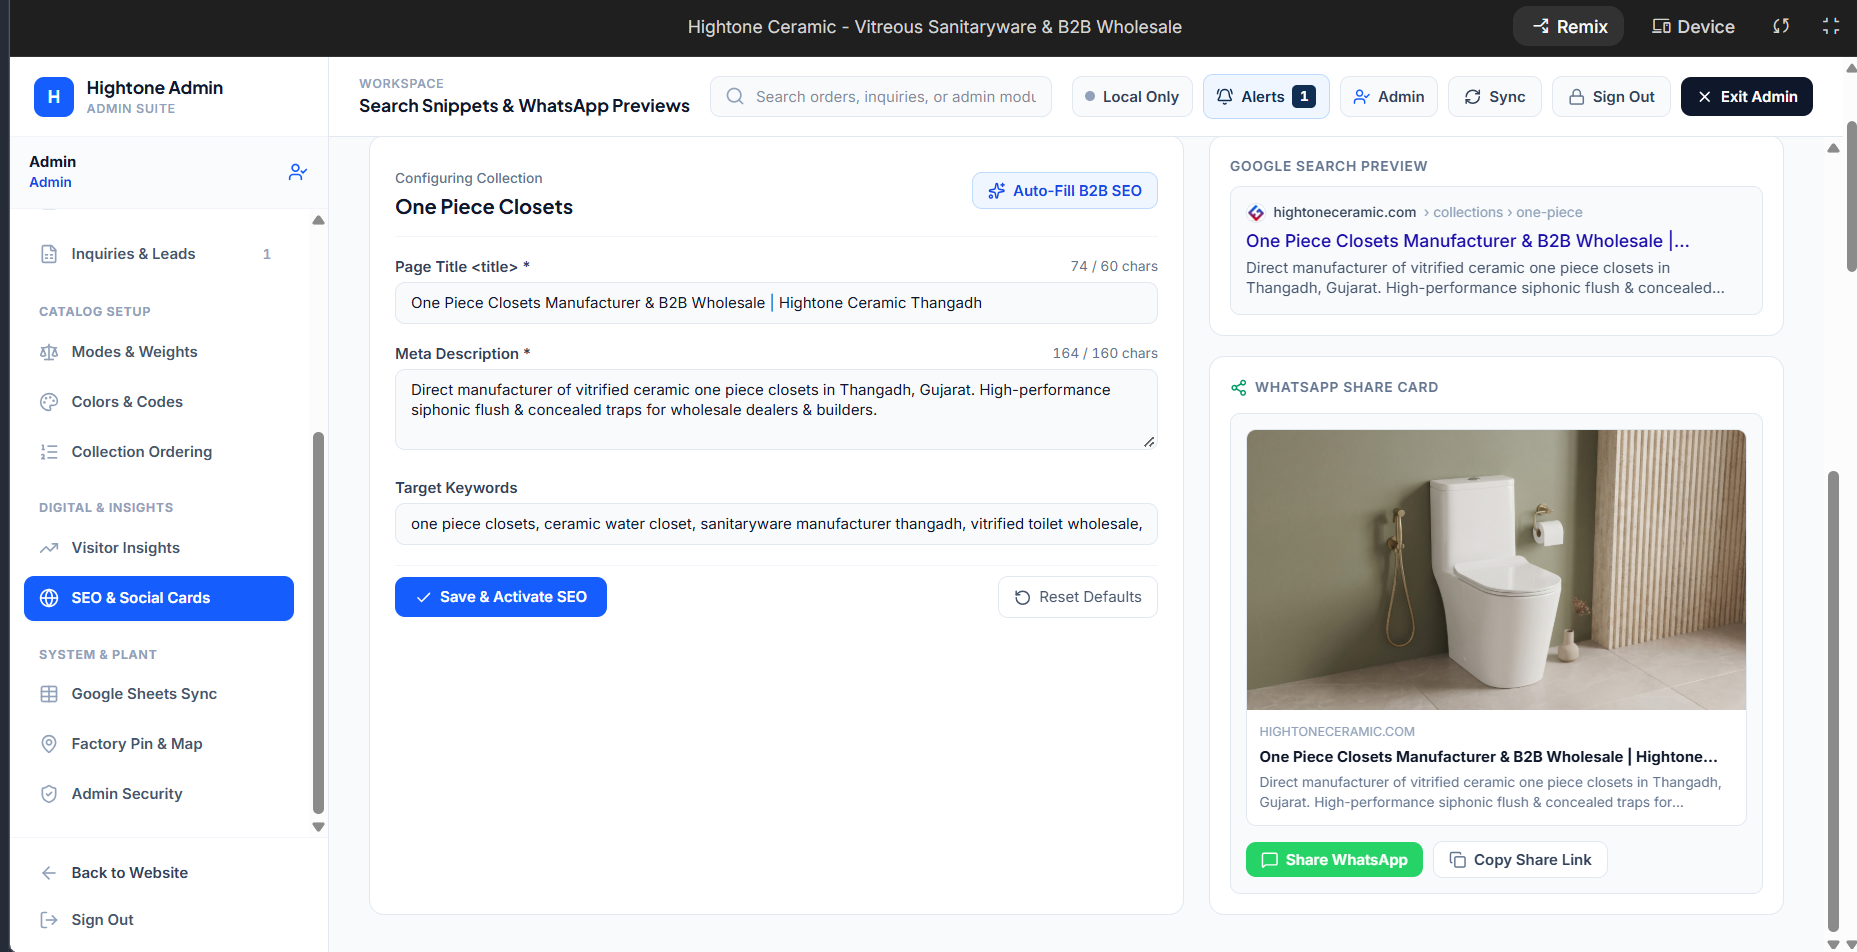 Hightone Ceramic - Vitreous Sanitaryware & B2B Wholesale
Remix
Device
H
Hightone Admin
ADMIN SUITE
WORKSPACE
Search Snippets & WhatsApp Previews
Search orders, inquiries, or admin modu
Local Only
Alerts 1
Admin
Sync
Sign Out
Exit Admin
Admin
Admin
Inquiries & Leads 1
CATALOG SETUP
Modes & Weights
Colors & Codes
Collection Ordering
DIGITAL & INSIGHTS
Visitor Insights
SEO & Social Cards
SYSTEM & PLANT
Google Sheets Sync
Factory Pin & Map
Admin Security
Back to Website
Sign Out
Configuring Collection
One Piece Closets
Auto-Fill B2B SEO
Page Title <title> *
74 / 60 chars
One Piece Closets Manufacturer & B2B Wholesale | Hightone Ceramic Thangadh
Meta Description *
164 / 160 chars
Direct manufacturer of vitrified ceramic one piece closets in Thangadh, Gujarat. High-performance
siphonic flush & concealed traps for wholesale dealers & builders.
Target Keywords
one piece closets, ceramic water closet, sanitaryware manufacturer thangadh, vitrified toilet wholesale,
Save & Activate SEO
Reset Defaults
GOOGLE SEARCH PREVIEW
hightoneceramic.com › collections › one-piece
One Piece Closets Manufacturer & B2B Wholesale |...
Direct manufacturer of vitrified ceramic one piece closets in
Thangadh, Gujarat. High-performance siphonic flush & concealed...
WHATSAPP SHARE CARD
HIGHTONECERAMIC.COM
One Piece Closets Manufacturer & B2B Wholesale | Hightone...
Direct manufacturer of vitrified ceramic one piece closets in Thangadh,
Gujarat. High-performance siphonic flush & concealed traps for...
Share WhatsApp
Copy Share Link